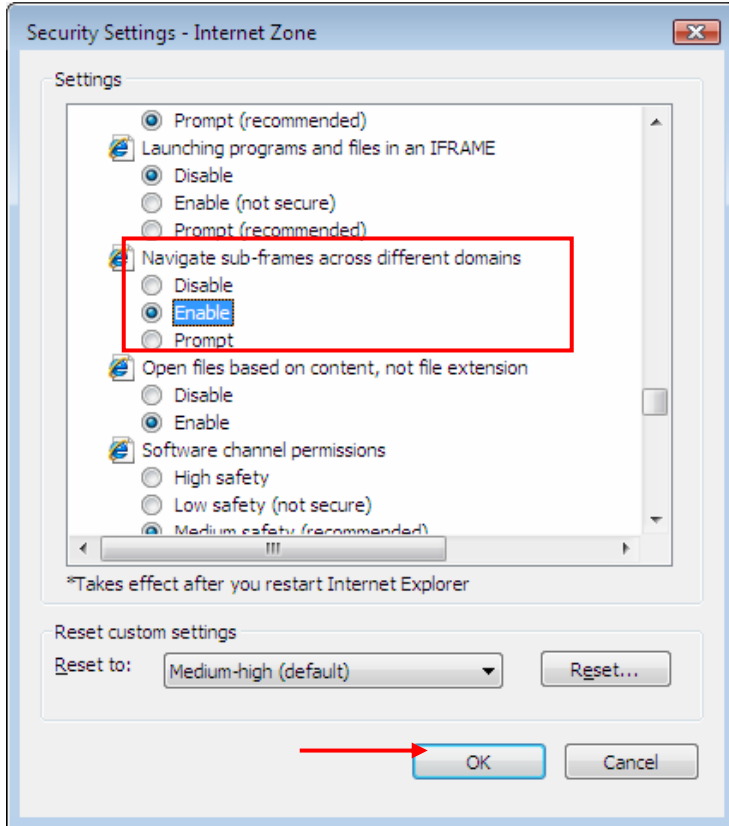 Security Settings - Internet Zone
Settings
Prompt (recommended)
Launching programs and files in an IFRAME
Disable
Enable (not secure)
Prompt (recommended)
Navigate sub-frames across different domains
Disable
Enable
Prompt
Open files based on content, not file extension
Disable
Enable
Software channel permissions
High safety
Low safety (not secure)
Medium safety (recommended)
*Takes effect after you restart Internet Explorer
Reset custom settings
Reset to: Medium-high (default) Reset...
OK Cancel